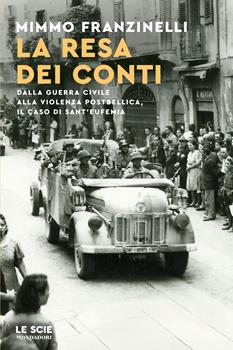 MIMMO FRANZINELLI
LA RESA
DEI CONTI
DALLA GUERRA CIVILE
ALLA VIOLENZA POSTBELLICA,
IL CASO DI SANT'EUFEMIA
LE SCIE
MONDADORI